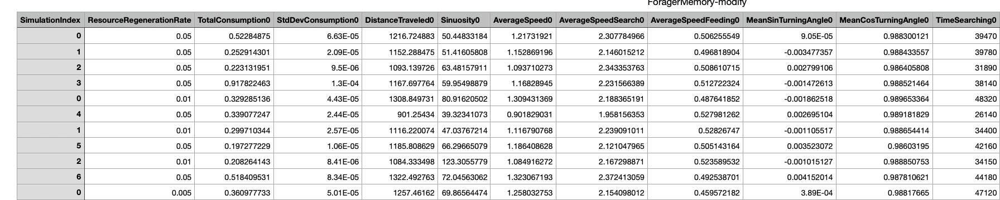 ForagerMemory-modify
SimulationIndex ResourceRegenerationRate TotalConsumption0 StdDevConsumption0 DistanceTraveled0 Sinuosity0 AverageSpeed0 AverageSpeedSearch0 AverageSpeedFeeding0 MeanSinTurningAngle0 MeanCosTurningAngle0 TimeSearching0
0 0.05 0.52284875 6.63E-05 1216.724883 50.44833184 1.21731921 2.307784966 0.506255549 9.05E-05 0.988300121 39470
1 0.05 0.252914301 2.09E-05 1152.288475 51.41605808 1.152869196 2.146015212 0.496818904 -0.003477357 0.988433557 39780
2 0.05 0.223131951 9.5E-06 1093.139726 63.48157911 1.093710273 2.343353763 0.508610715 0.002799106 0.986405808 31890
3 0.05 0.917822463 1.3E-04 1167.697764 59.95498879 1.16828945 2.231566389 0.512722324 -0.001472613 0.988521464 38140
0 0.01 0.329285136 4.43E-05 1308.849731 80.91620502 1.309431369 2.188365191 0.487641852 -0.001862518 0.989653364 48320
4 0.05 0.339077247 2.44E-05 901.25434 39.32341073 0.901829031 1.958156353 0.527981262 0.002695104 0.989181829 26140
1 0.01 0.299710344 2.57E-05 1116.220074 47.03767214 1.116790768 2.239091011 0.52826747 -0.001105517 0.988654414 34400
5 0.05 0.197277229 1.06E-05 1185.808629 66.29665079 1.186408628 2.121047965 0.505143164 0.003523072 0.98603195 42160
2 0.01 0.208264143 8.41E-06 1084.333498 123.3055779 1.084916272 2.167298871 0.523589532 -0.001015127 0.988850753 34150
6 0.05 0.518409531 8.34E-05 1322.492763 72.04563062 1.323067193 2.372413059 0.492538701 0.004152014 0.987810621 44180
0 0.005 0.360977733 5.01E-05 1257.46162 69.86564474 1.258032753 2.154098012 0.459572182 3.89E-04 0.98817665 47120